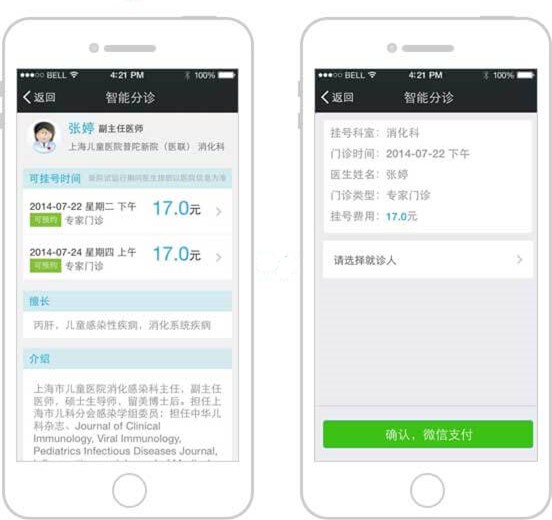 BELL 4:21 PM 100%
返回 智能分诊
张婷 副主任医师
上海儿童医院普陀新院（医联） 消化科
可挂号时间
2014-07-22 星期二 下午 17.0元
可预约 专家门诊
2014-07-24 星期四 上午 17.0元
可预约 专家门诊
擅长
丙肝，儿童感染性疾病，消化系统疾病
介绍
上海市儿童医院消化感染科主任、副主任
医师，硕士生导师，留美博士后。担任上
海市儿科分会感染学组委员；担任中华儿
科杂志、Journal of Clinical
Immunology, Viral Immunology,
Pediatrics Infectious Diseases Journal,
BELL 4:21 PM 100%
返回 智能分诊
挂号科室：消化科
门诊时间：2014-07-22 下午
医生姓名：张婷
门诊类型：专家门诊
挂号费用：17.0元
请选择就诊人
确认，微信支付